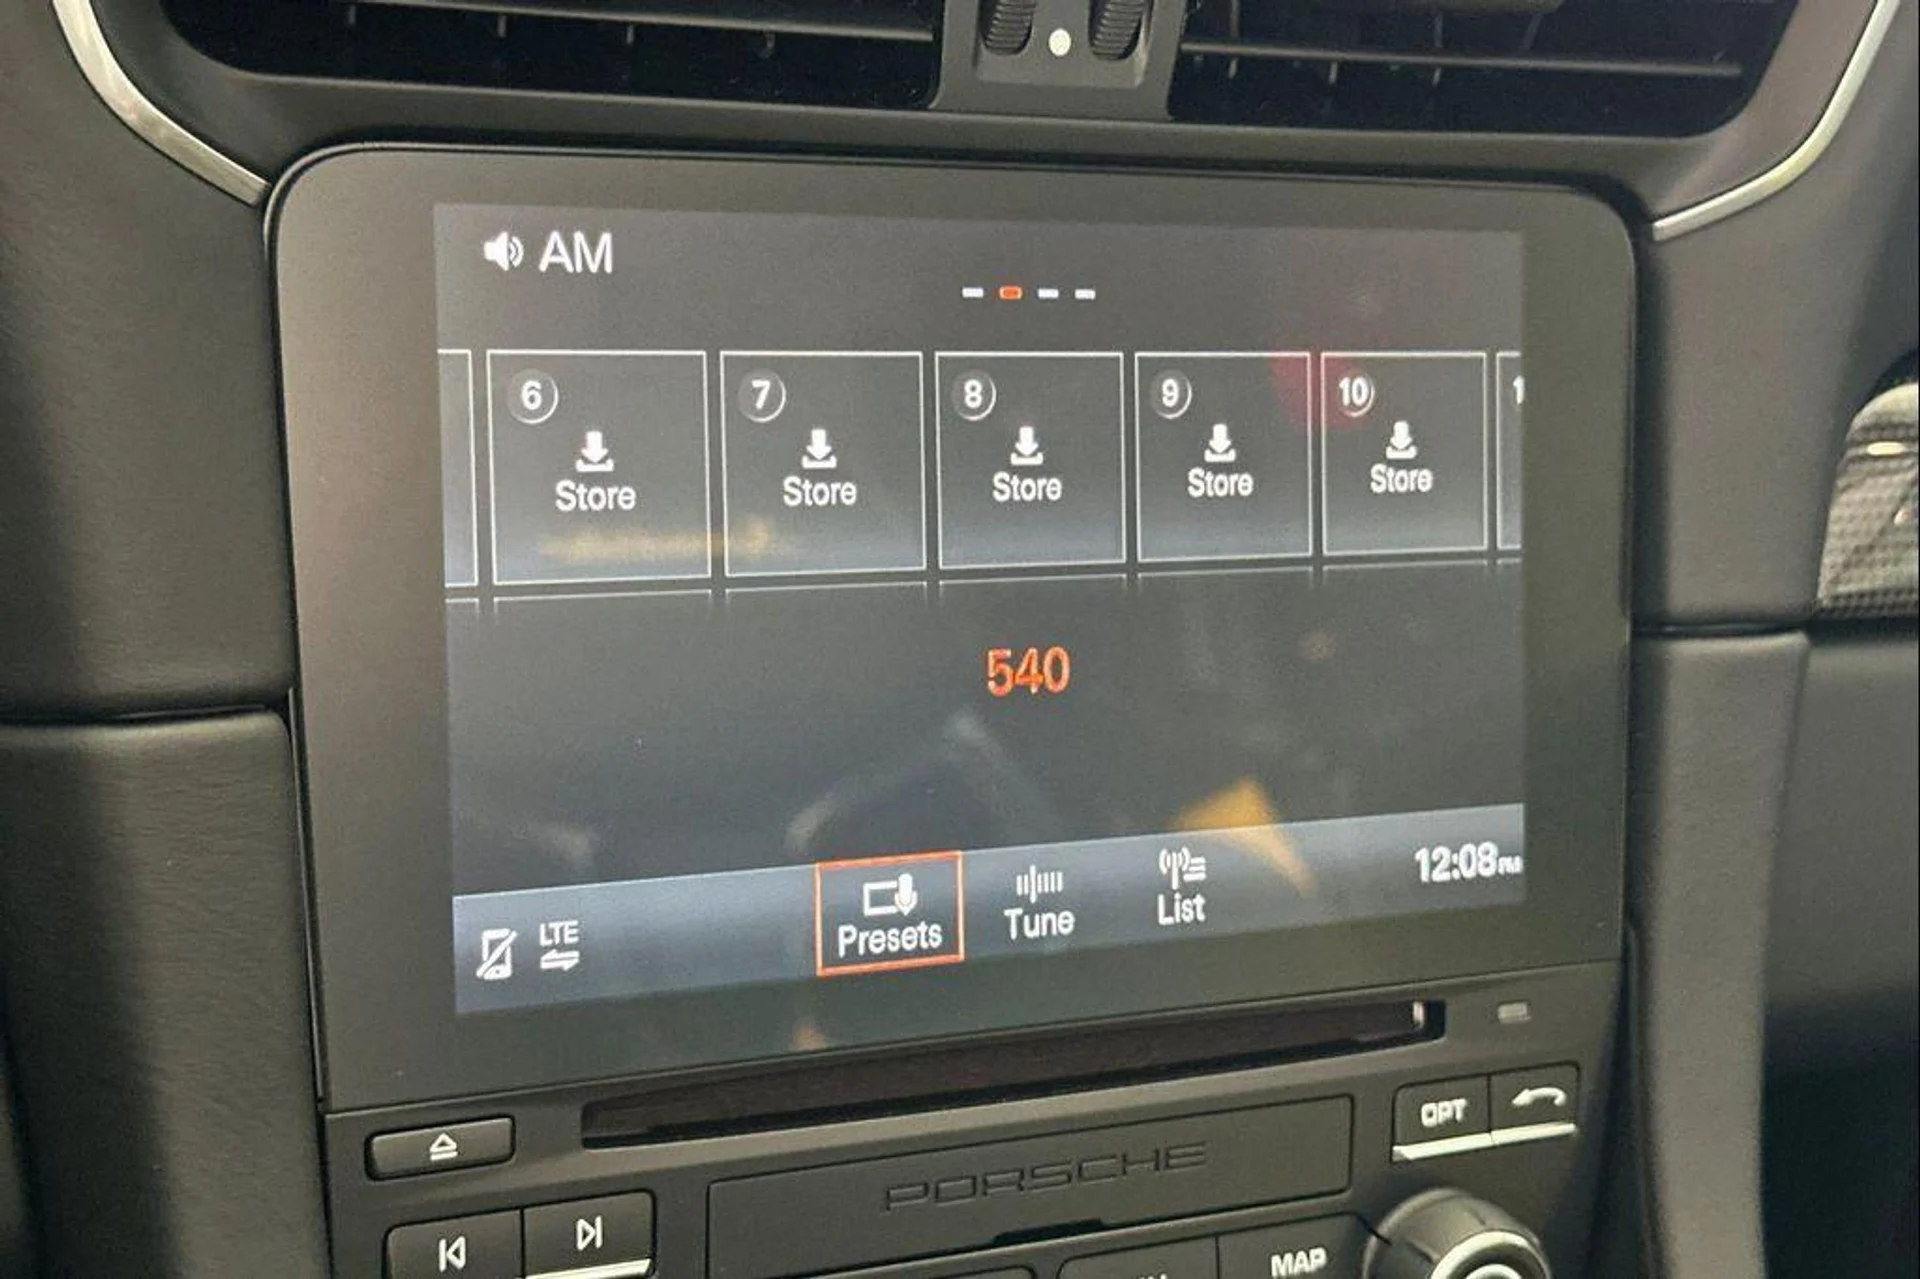 AM
6
7
8
9
10
Store
Store
Store
Store
Store
540
Presets
Tune
List
12:08PM
LTE
OPT
PORSCHE
MAP